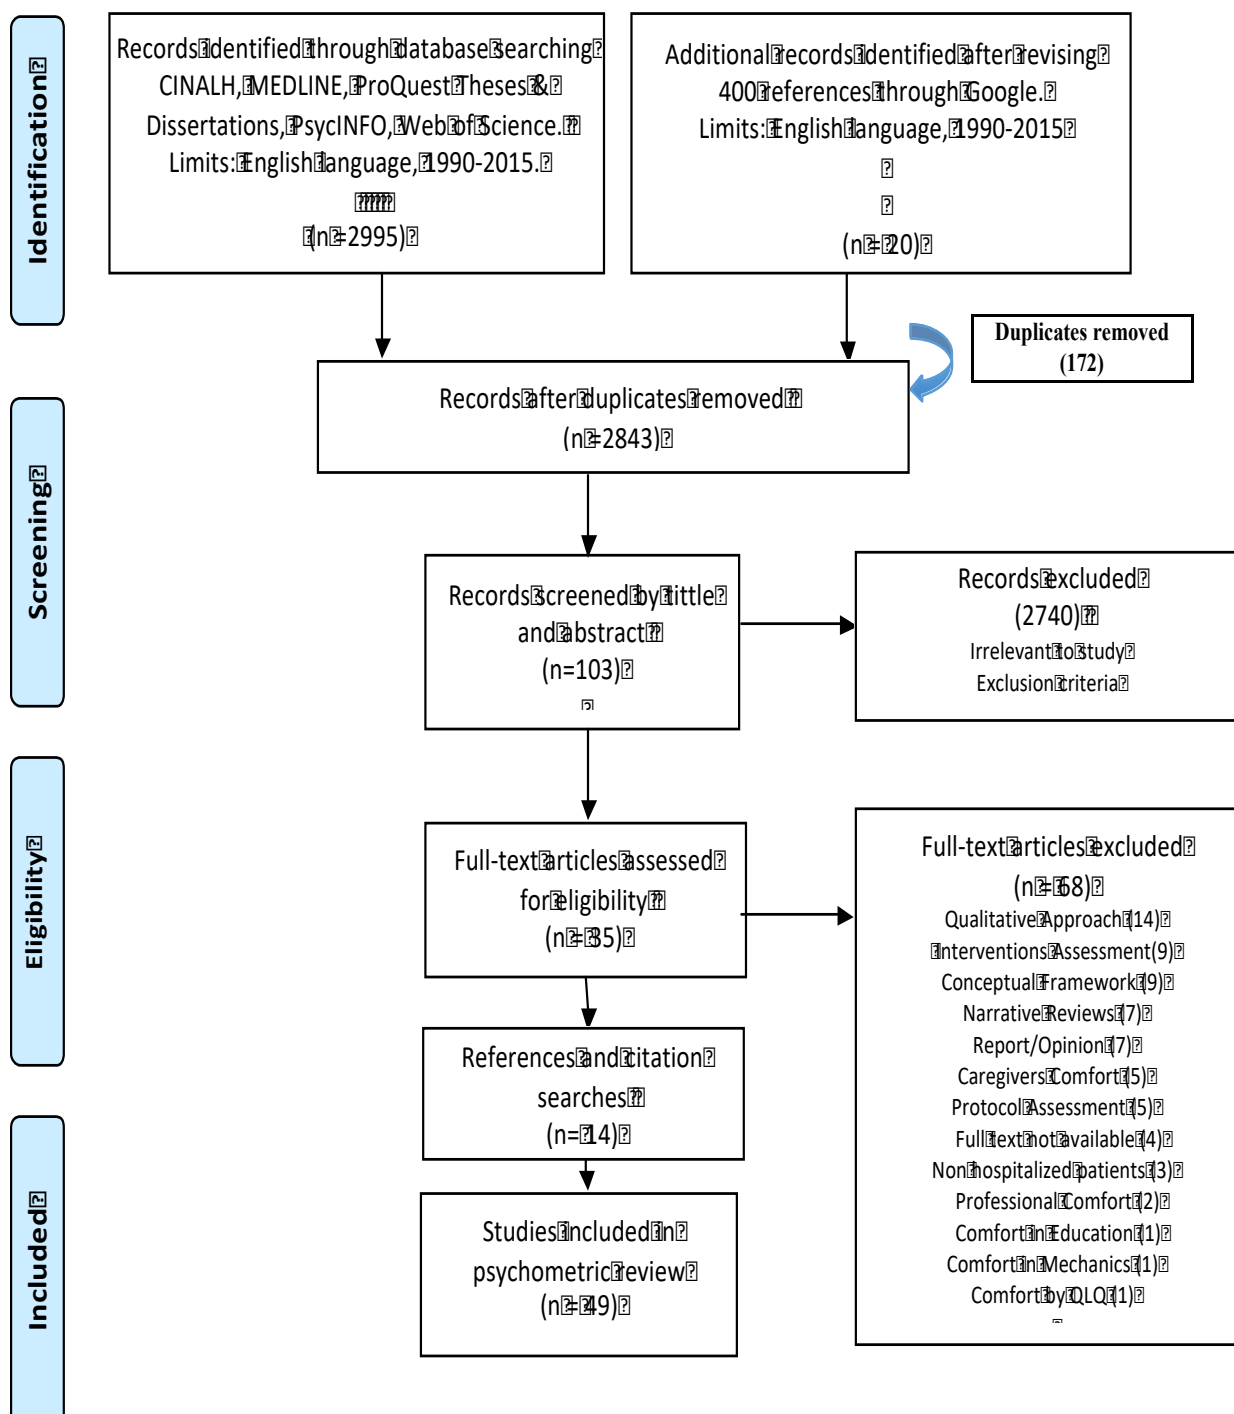 Identification
Records identified through database searching
CINALH, MEDLINE, ProQuest Theses &
Dissertations, PsycINFO, Web of Science.
Limits: English language, 1990-2015.
(n =2995)
Additional records identified after revising
400 references through Google.
Limits: English language, 1990-2015
(n = 20)
Duplicates removed
(172)
Screening
Records after duplicates removed
(n =2843)
Records screened by tittle
and abstract
(n=103)
Records excluded
(2740)
Irrelevant to study
Exclusion criteria
Eligibility
Full-text articles assessed
for eligibility
(n = 35)
Full-text articles excluded
(n = 68)
Qualitative Approach (14)
Interventions Assessment(9)
Conceptual Framework (9)
Narrative Reviews (7)
Report/Opinion (7)
Caregivers Comfort (5)
Protocol Assessment (5)
Full text not available (4)
Non hospitalized patients (3)
Professional Comfort (2)
Comfort in Education (1)
Comfort in Mechanics (1)
Comfort by QLQ (1)
References and citation
searches
(n= 14)
Included
Studies included in
psychometric review
(n = 49)